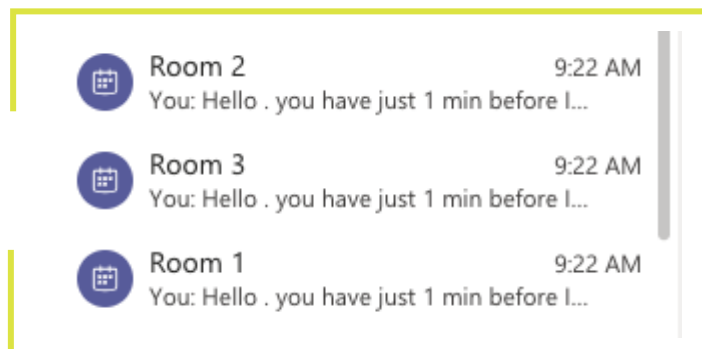 Room 2 9:22 AM
You: Hello . you have just 1 min before I...
Room 3 9:22 AM
You: Hello . you have just 1 min before I...
Room 1 9:22 AM
You: Hello . you have just 1 min before I...